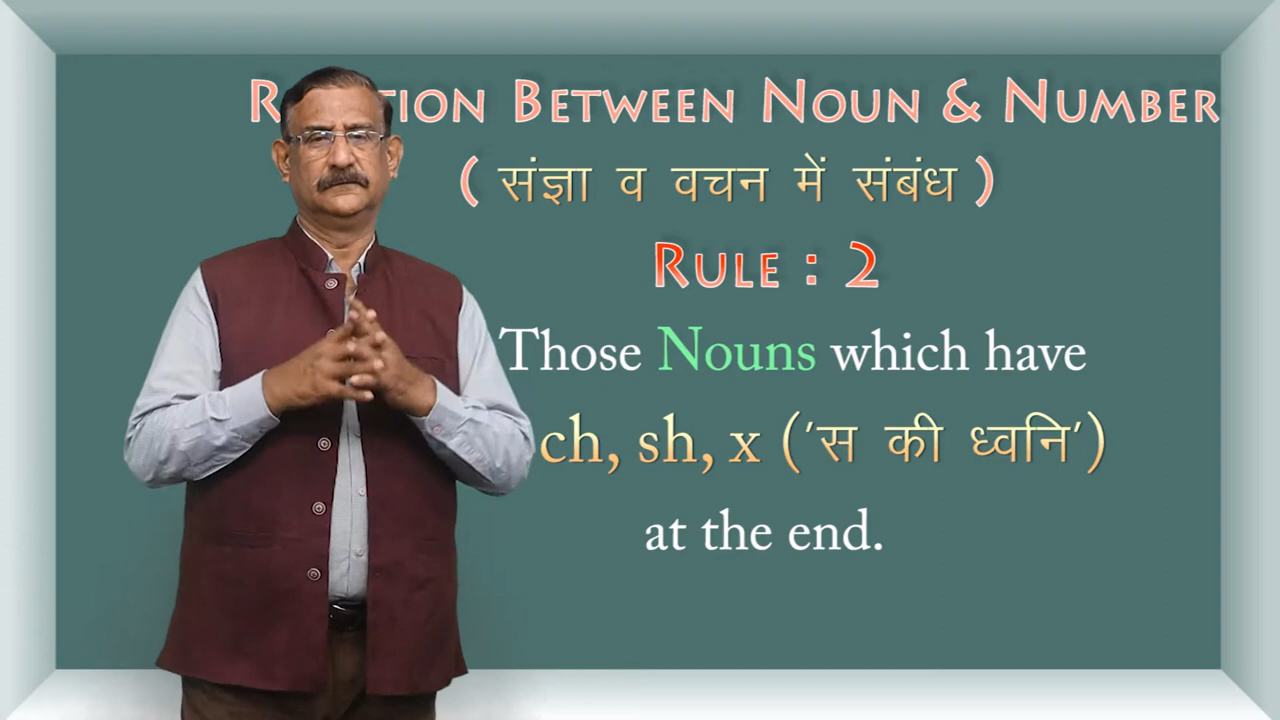 Between Noun & Number
( संज्ञा व वचन में संबंध )
Rule : 2
Those Nouns which have
ch, sh, x ('स की ध्वनि')
at the end.